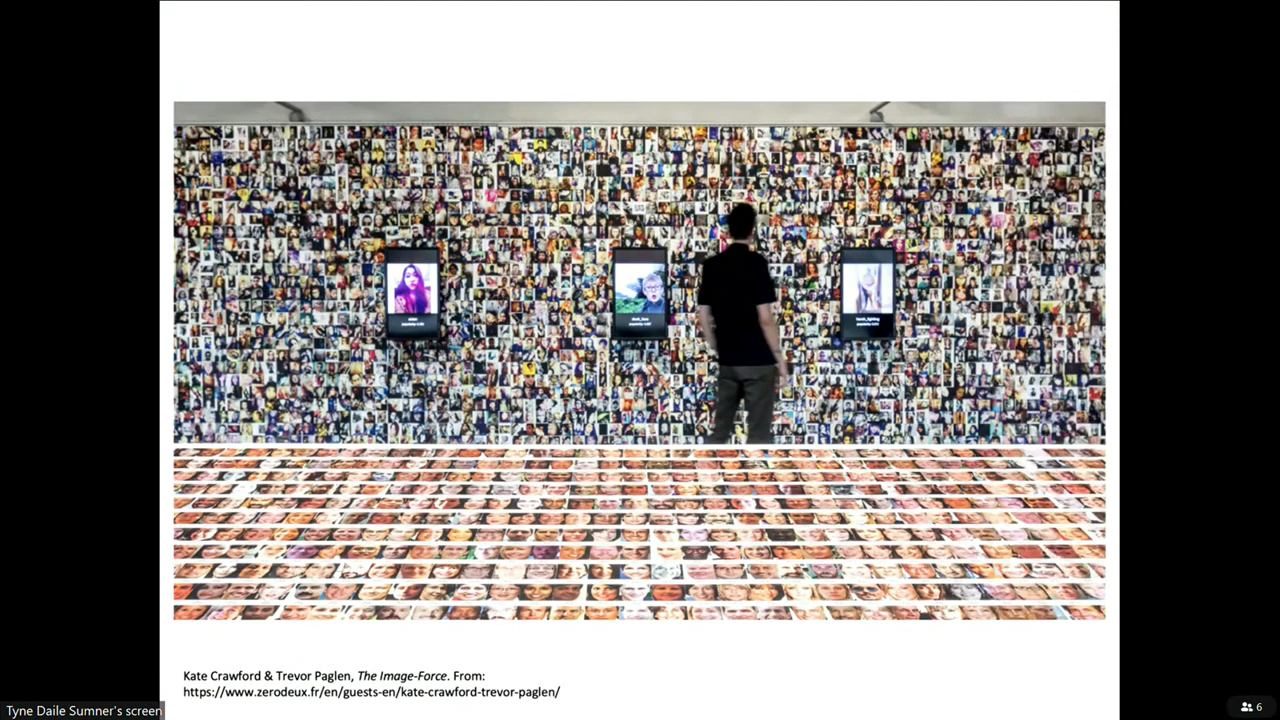 Kate Crawford & Trevor Paglen, The Image-Force. From:
https://www.zerodeux.fr/en/guests-en/kate-crawford-trevor-paglen/
Tyne Daile Sumner's screen
6